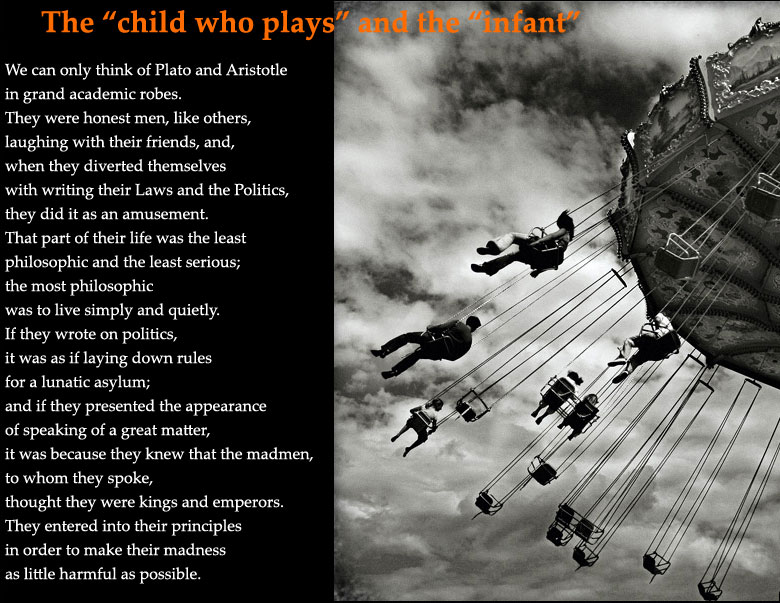 The “child who plays” and the “infant”
We can only think of Plato and Aristotle
in grand academic robes.
They were honest men, like others,
laughing with their friends, and,
when they diverted themselves
with writing their Laws and the Politics,
they did it as an amusement.
That part of their life was the least
philosophic and the least serious;
the most philosophic
was to live simply and quietly.
If they wrote on politics,
it was as if laying down rules
for a lunatic asylum;
and if they presented the appearance
of speaking of a great matter,
it was because they knew that the madmen,
to whom they spoke,
thought they were kings and emperors.
They entered into their principles
in order to make their madness
as little harmful as possible.